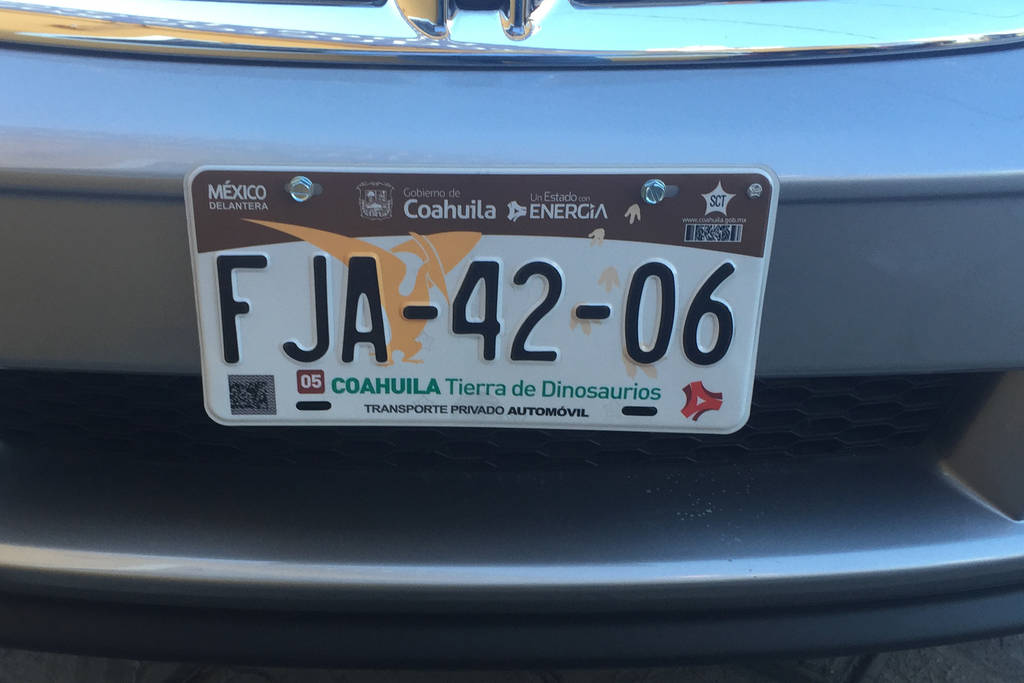 MÉXICO
DELANTERA
Gobierno de
Coahuila
Un Estado con
ENERGÍA
SCT
www.coahuila.gob.mx
FJA-42-06
05 COAHUILA Tierra de Dinosaurios
TRANSPORTE PRIVADO AUTOMÓVIL